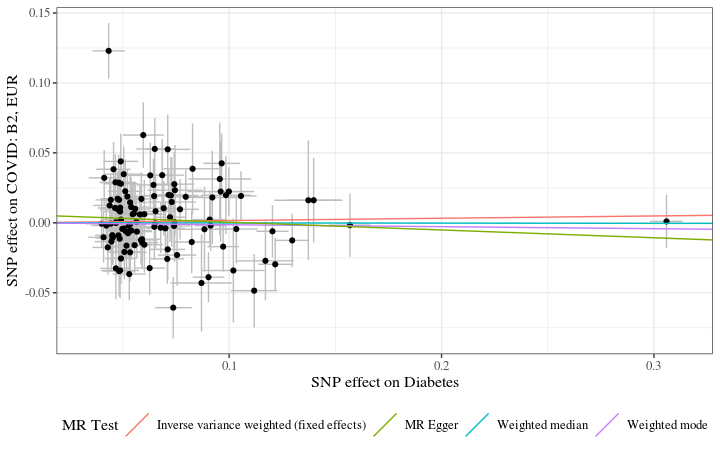 0.15
0.10
0.05
0.00
-0.05
SNP effect on COVID: B2, EUR
0.1
0.2
0.3
SNP effect on Diabetes
MR Test
Inverse variance weighted (fixed effects)
MR Egger
Weighted median
Weighted mode